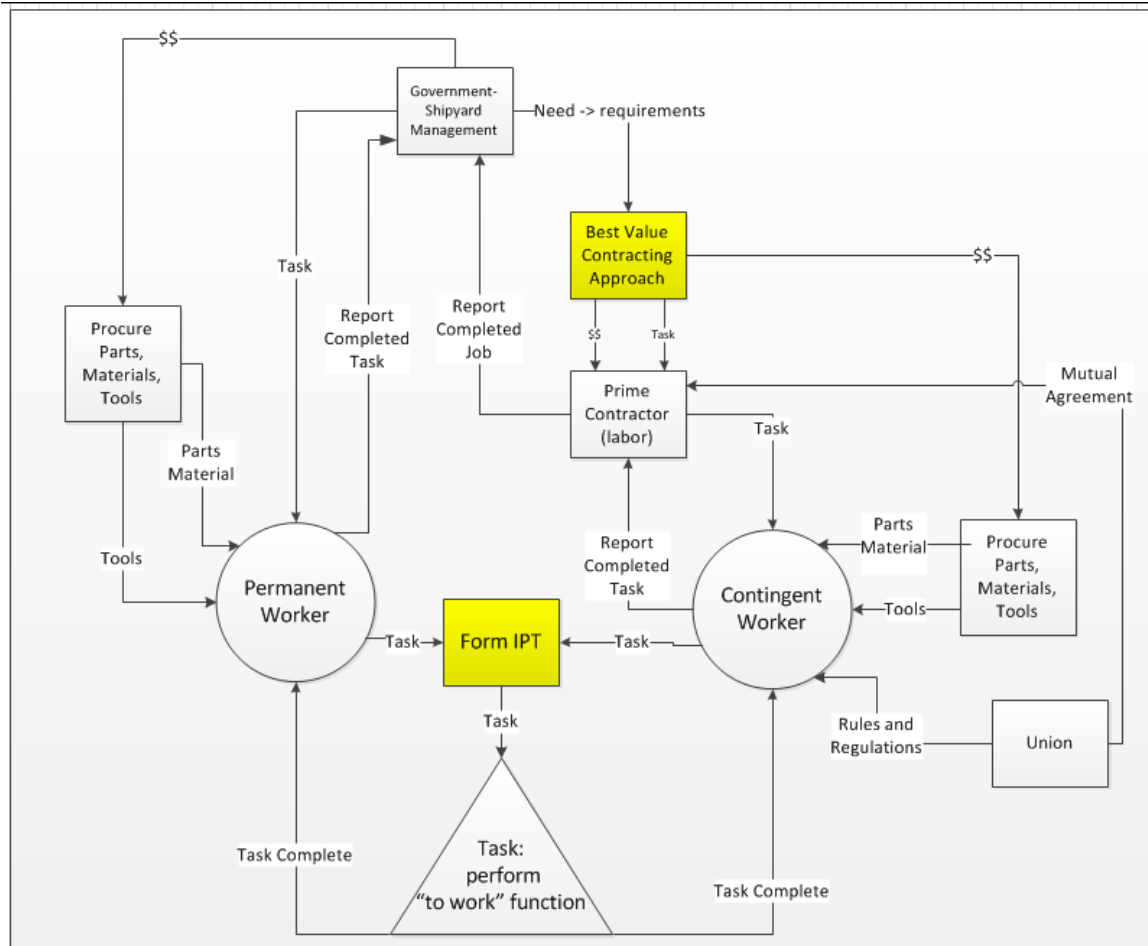 $$
Government-
Shipyard
Management
Need -> requirements
Best Value
Contracting
Approach
$$
Task
Report
Completed
Task
Report
Completed
Job
$$
Task
Procure
Parts,
Materials,
Tools
Prime
Contractor
(labor)
Mutual
Agreement
Task
Parts
Material
Tools
Permanent
Worker
Report
Completed
Task
Contingent
Worker
Parts
Material
Tools
Procure
Parts,
Materials,
Tools
Task
Form IPT
Task
Task
Rules and
Regulations
Union
Task:
perform
“to work” function
Task Complete
Task Complete